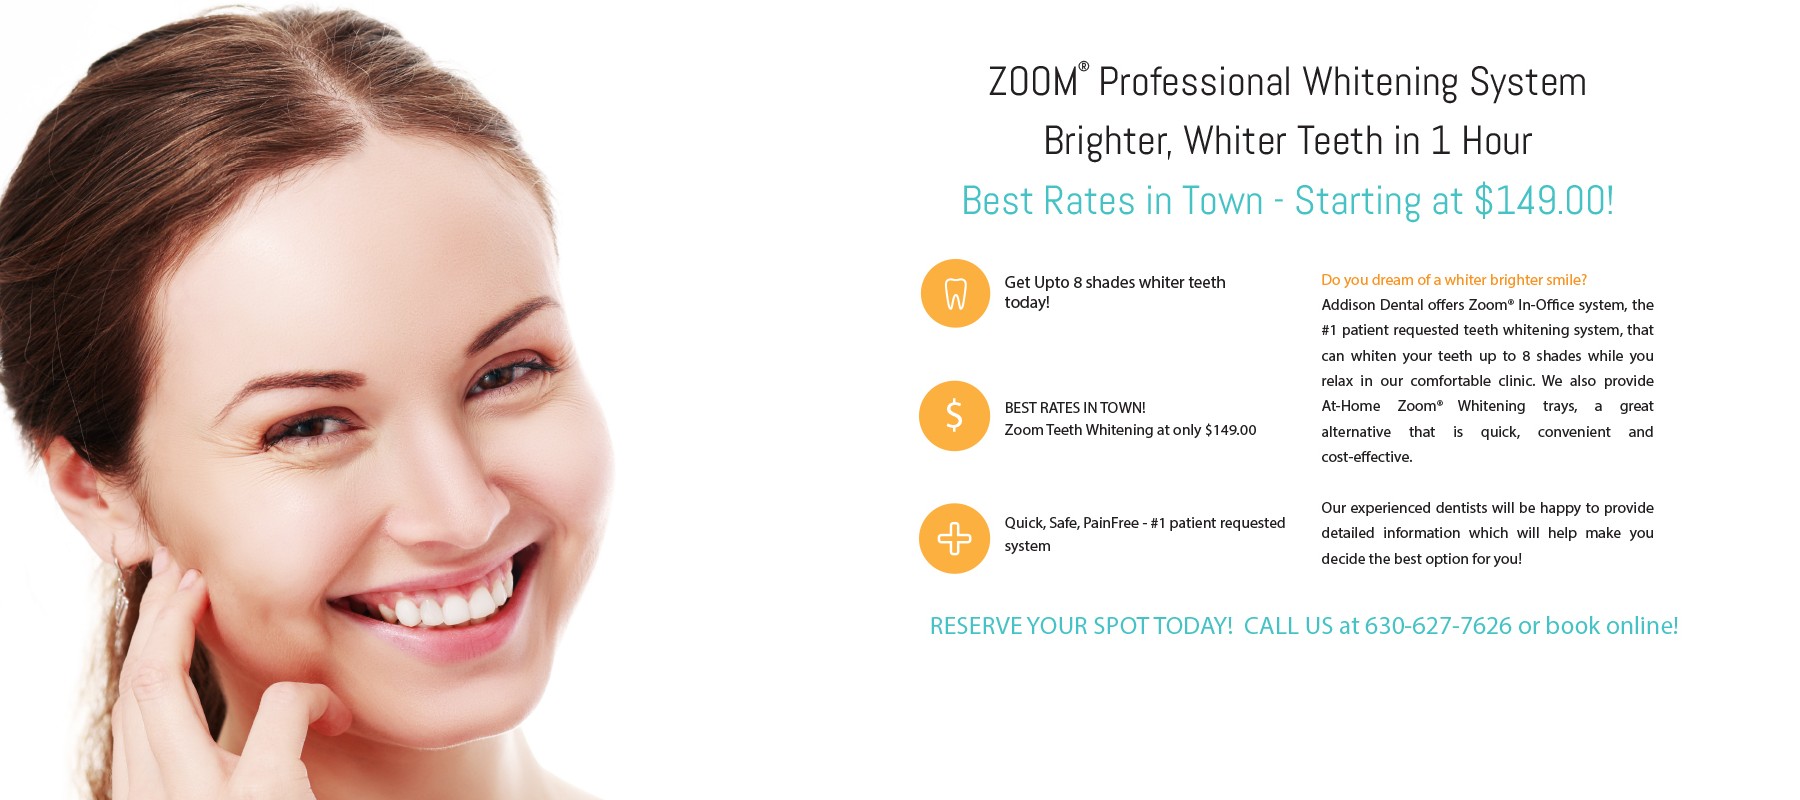 ZOOM® Professional Whitening System
Brighter, Whiter Teeth in 1 Hour
Best Rates in Town - Starting at $149.00!
Get Upto 8 shades whiter teeth
today!
BEST RATES IN TOWN!
Zoom Teeth Whitening at only $149.00
Quick, Safe, PainFree - #1 patient requested
system
Do you dream of a whiter brighter smile?
Addison Dental offers Zoom® In-Office system, the
#1 patient requested teeth whitening system, that
can whiten your teeth up to 8 shades while you
relax in our comfortable clinic. We also provide
At-Home Zoom® Whitening trays, a great
alternative that is quick, convenient and
cost-effective.
Our experienced dentists will be happy to provide
detailed information which will help make you
decide the best option for you!
RESERVE YOUR SPOT TODAY! CALL US at 630-627-7626 or book online!